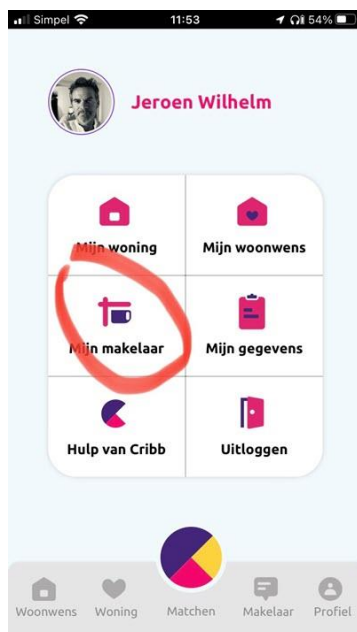 Simpel 11:53 54%
Jeroen Wilhelm
Mijn woning Mijn woonwens
Mijn makelaar Mijn gegevens
Hulp van Cribb Uitloggen
Woonwens Woning Matchen Makelaar Profiel